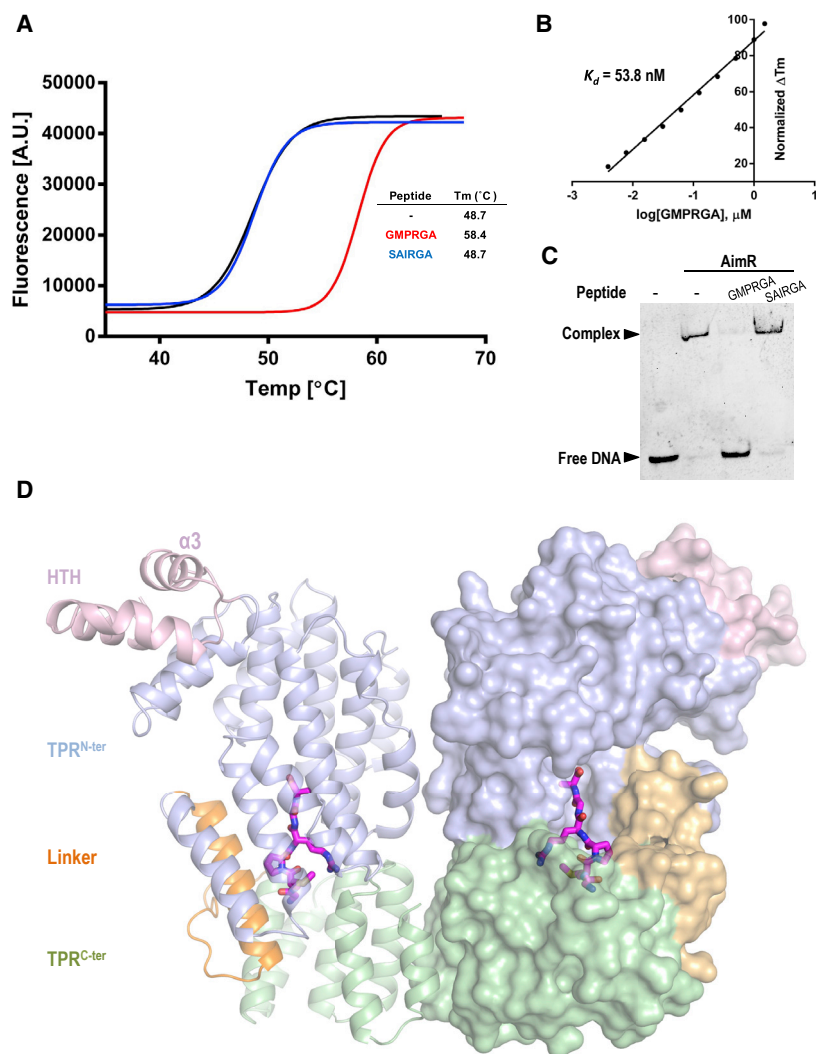 A
Fluorescence [A.U.]
50000
40000
30000
20000
10000
0
40
50
60
70
Temp [°C]
Peptide Tm (˚C )
- 48.7
GMPRGA 58.4
SAIRGA 48.7
B
Kd = 53.8 nM
100
80
60
40
20
Normalized ΔTm
-3 -2 -1 0 1
log[GMPRGA], μM
C
AimR
Peptide - - GMPRGA SAIRGA
Complex
Free DNA
D
α3
HTH
TPRN-ter
Linker
TPRC-ter